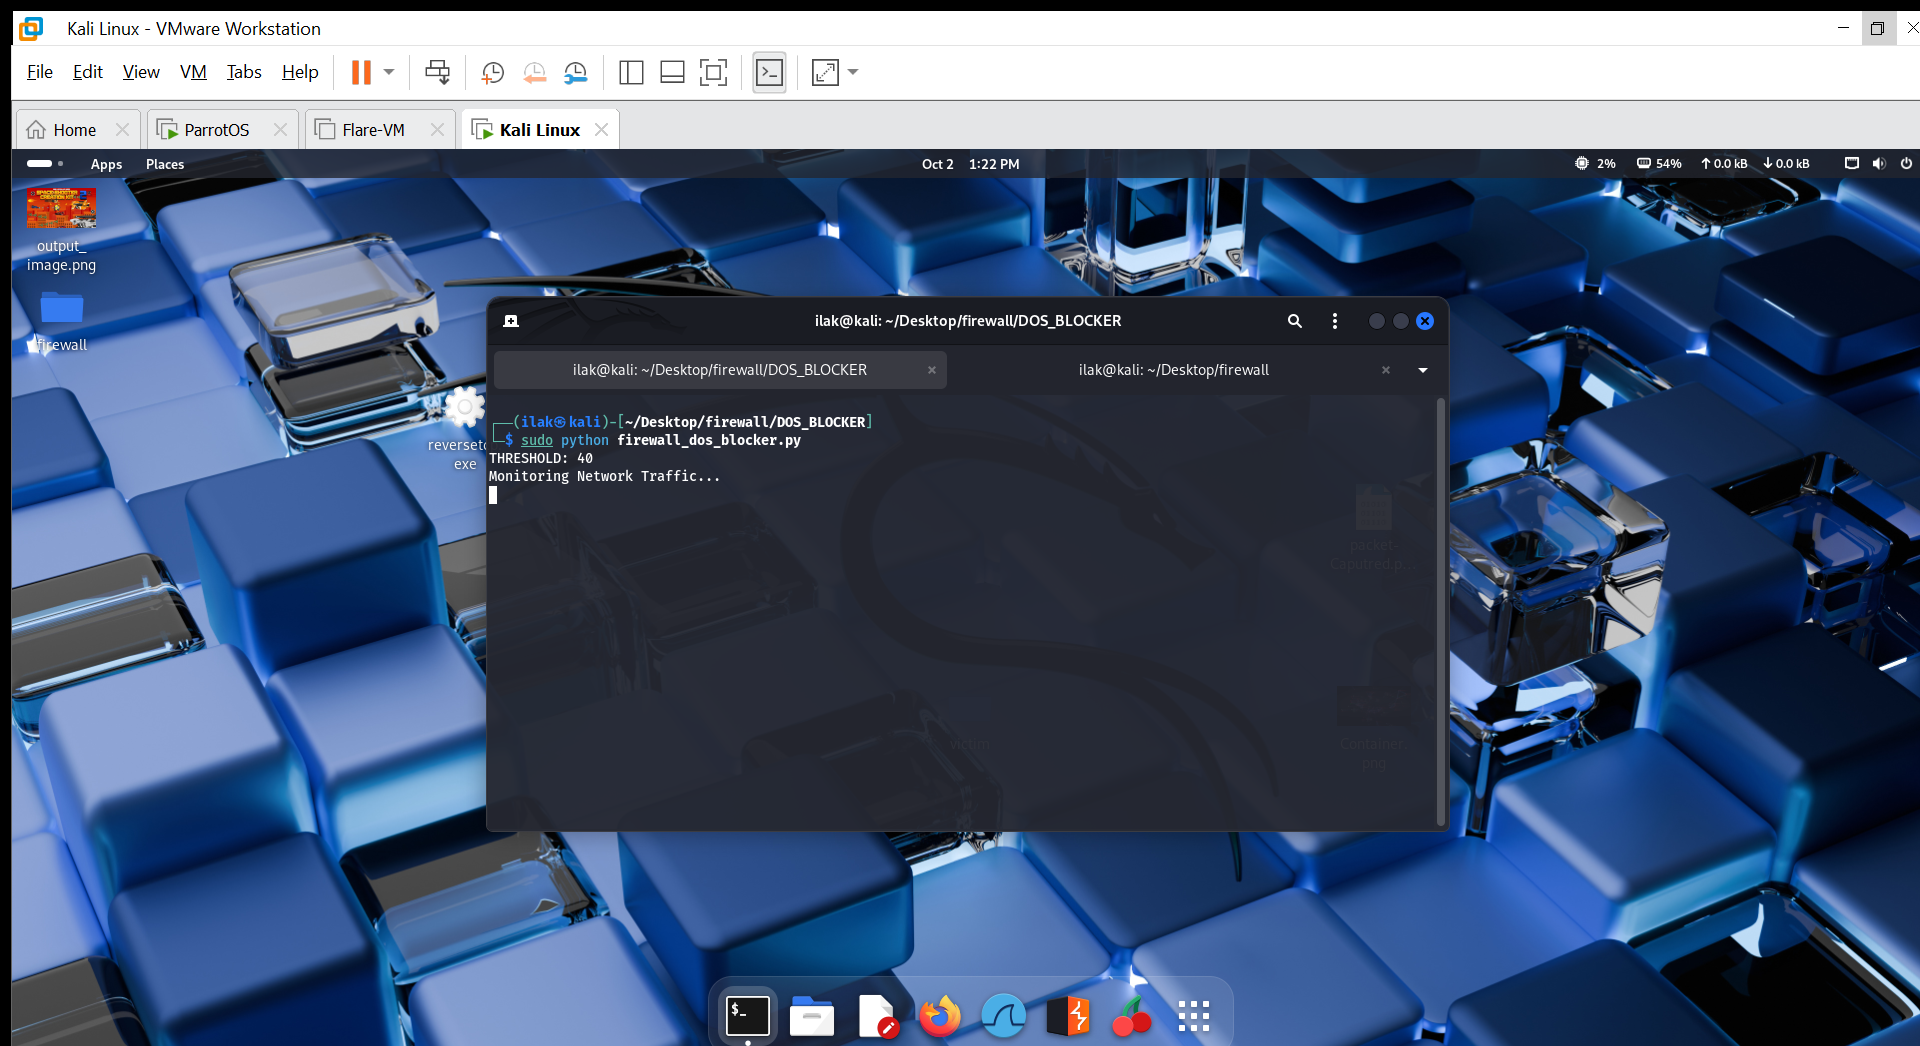 Kali Linux - VMware Workstation
File Edit View VM Tabs Help
Home ParrotOS Flare-VM Kali Linux
Apps Places Oct 2 1:22 PM 2% 54% 0.0 kB 0.0 kB
output_
image.png
firewall
ilak@kali: ~/Desktop/firewall/DOS_BLOCKER
ilak@kali: ~/Desktop/firewall/DOS_BLOCKER ilak@kali: ~/Desktop/firewall
┌──(ilak㉿kali)-[~/Desktop/firewall/DOS_BLOCKER]
└─$ sudo python firewall_dos_blocker.py
THRESHOLD: 40
Monitoring Network Traffic...
exe
packet-
Caputred.p...
victim
Container.
png